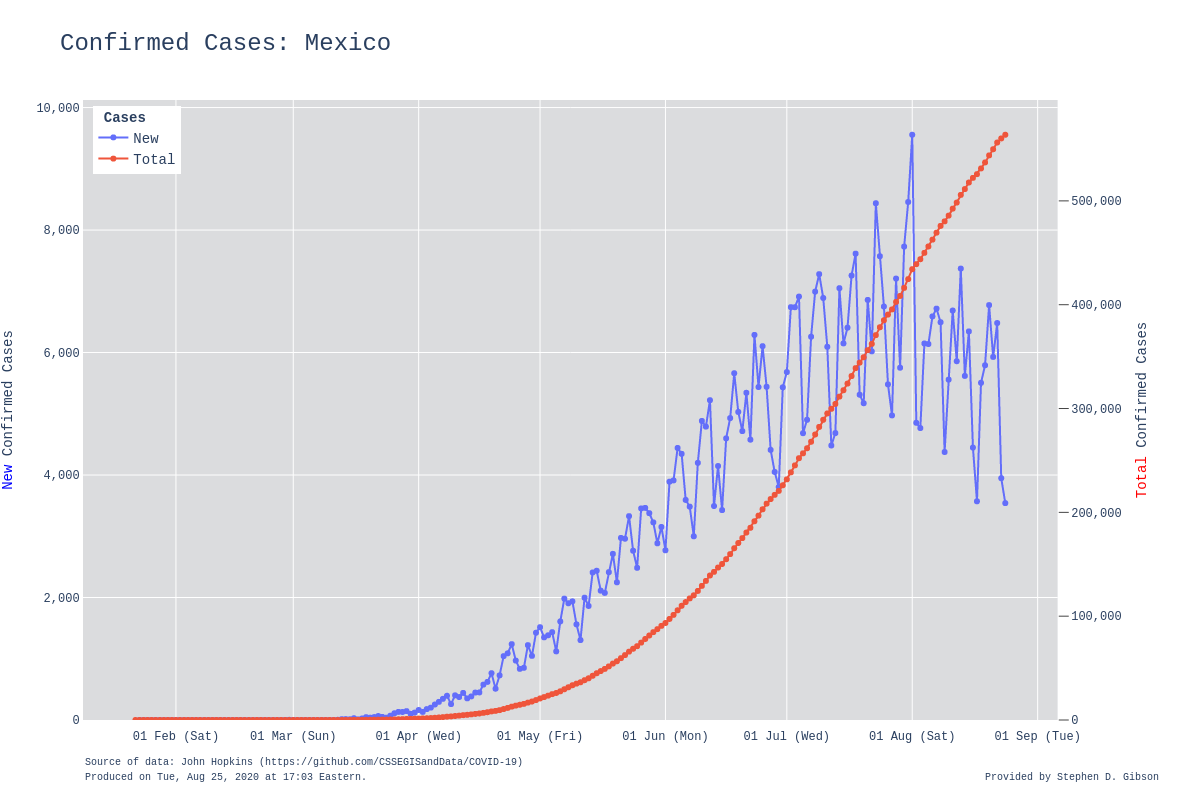 Confirmed Cases: Mexico
Cases
New
Total
10,000
8,000
6,000
4,000
2,000
0
New Confirmed Cases
500,000
400,000
300,000
200,000
100,000
0
Total Confirmed Cases
01 Feb (Sat)
01 Mar (Sun)
01 Apr (Wed)
01 May (Fri)
01 Jun (Mon)
01 Jul (Wed)
01 Aug (Sat)
01 Sep (Tue)
Source of data: John Hopkins (https://github.com/CSSEGISandData/COVID-19)
Produced on Tue, Aug 25, 2020 at 17:03 Eastern.
Provided by Stephen D. Gibson